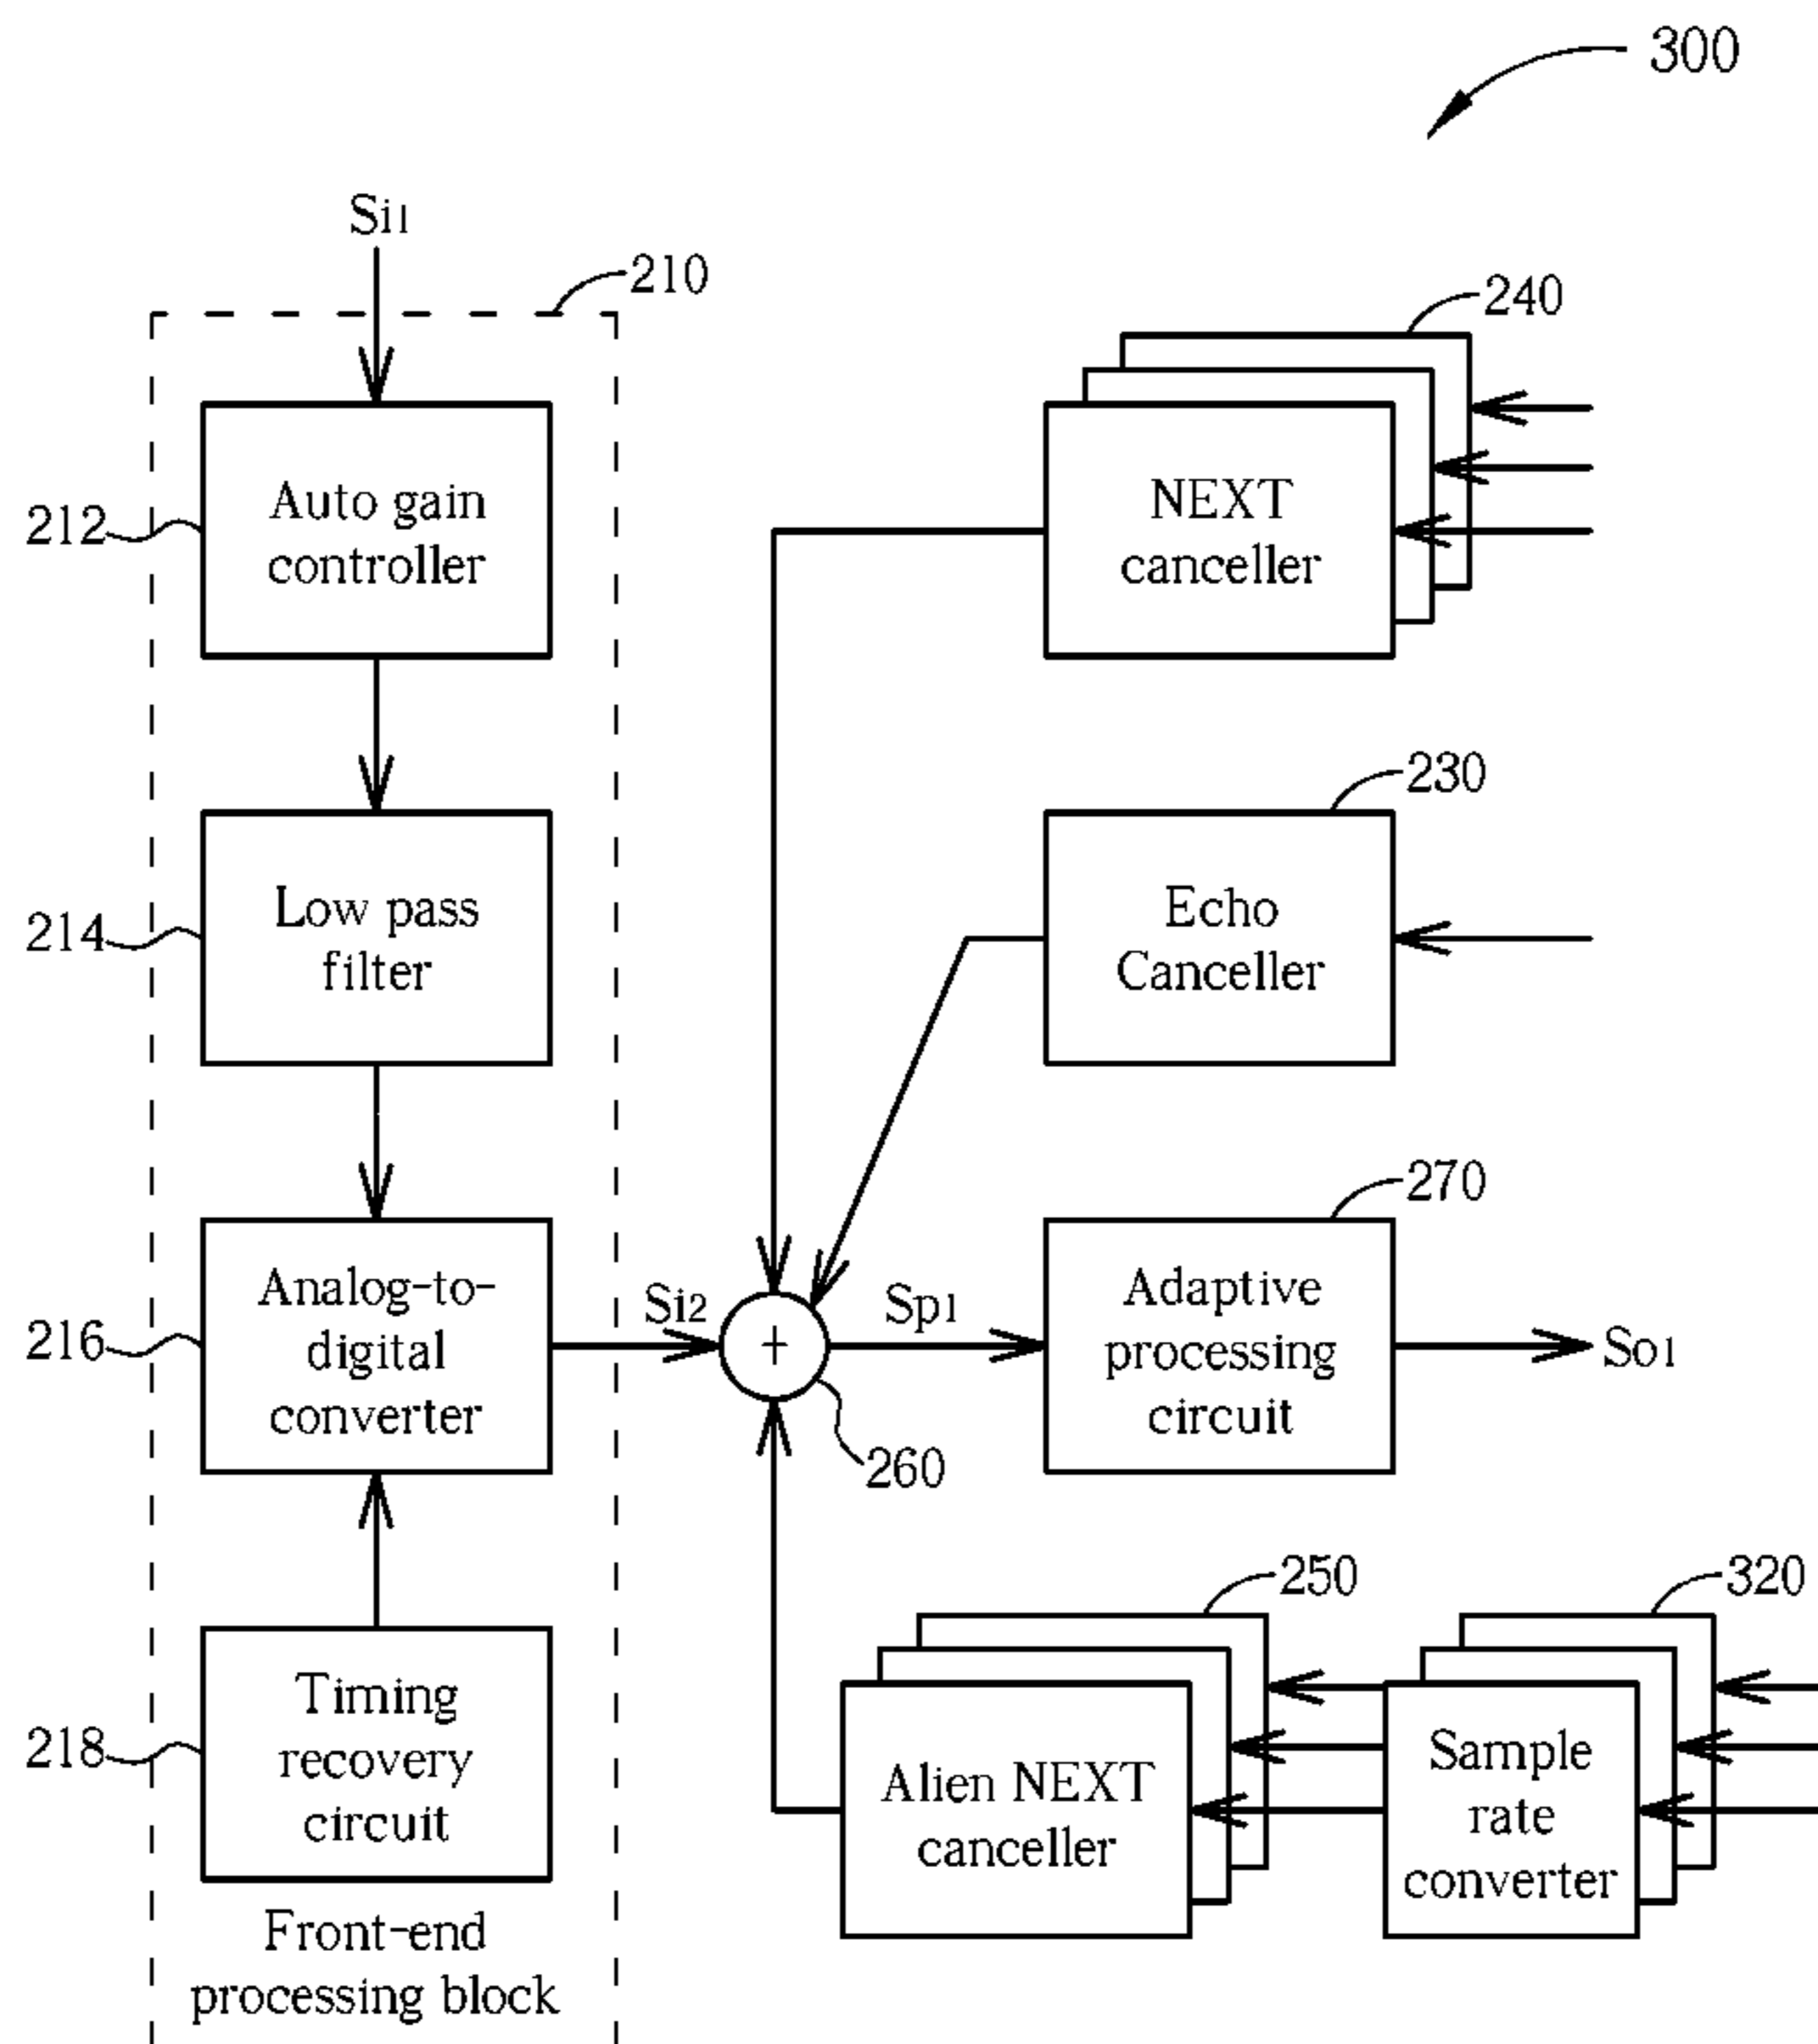 300
Si1
210
240
212
Auto gain
controller
NEXT
canceller
230
214
Low pass
filter
Echo
Canceller
270
216
Analog-to-
digital
converter
Si2
+
Sp1
260
Adaptive
processing
circuit
So1
250
320
218
Timing
recovery
circuit
Alien NEXT
canceller
Sample
rate
converter
Front-end
processing block